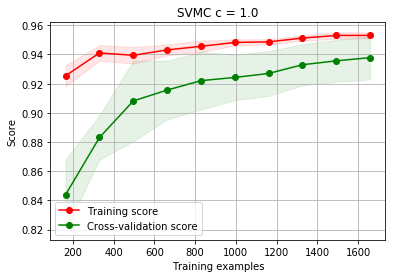 SVMC c = 1.0
0.96
0.94
0.92
0.90
0.88
0.86
0.84
0.82
Score
Training score
Cross-validation score
200 400 600 800 1000 1200 1400 1600
Training examples